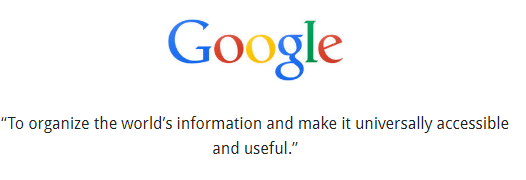 Google
“To organize the world’s information and make it universally accessible
and useful.”